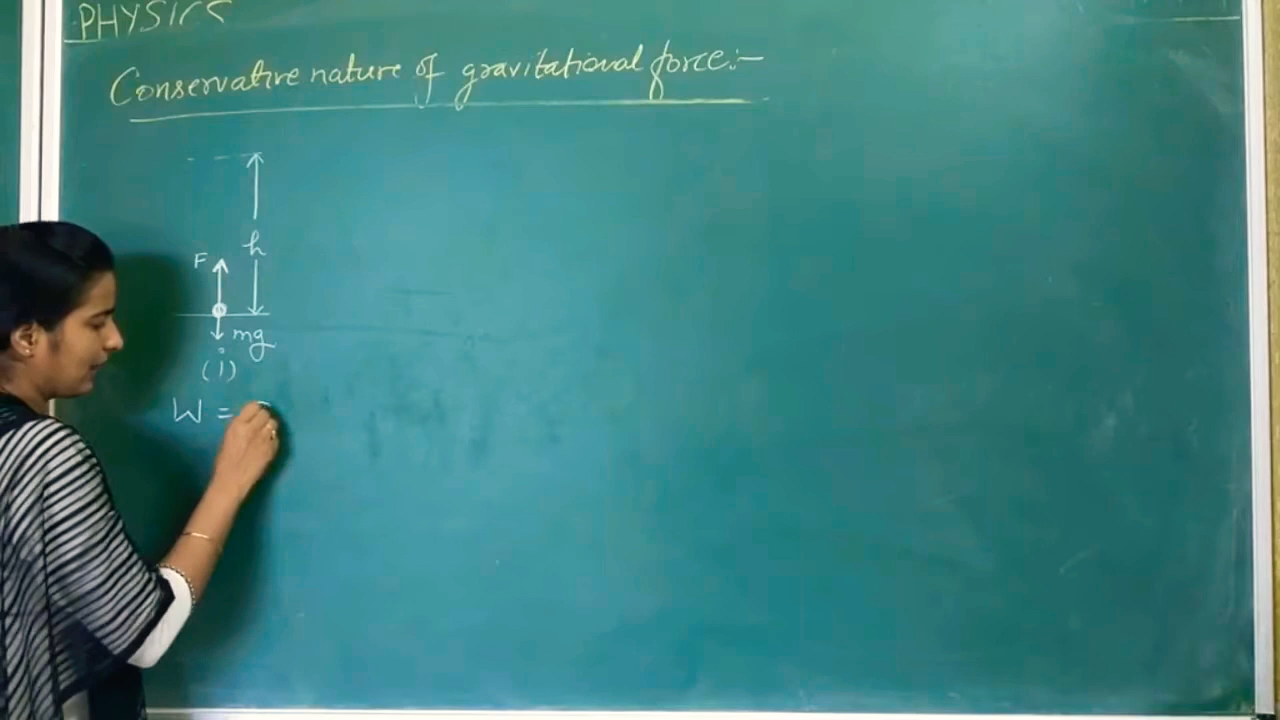 PHYSICS
Conservative nature of gravitational force:-
h
F
mg
(i)
W =